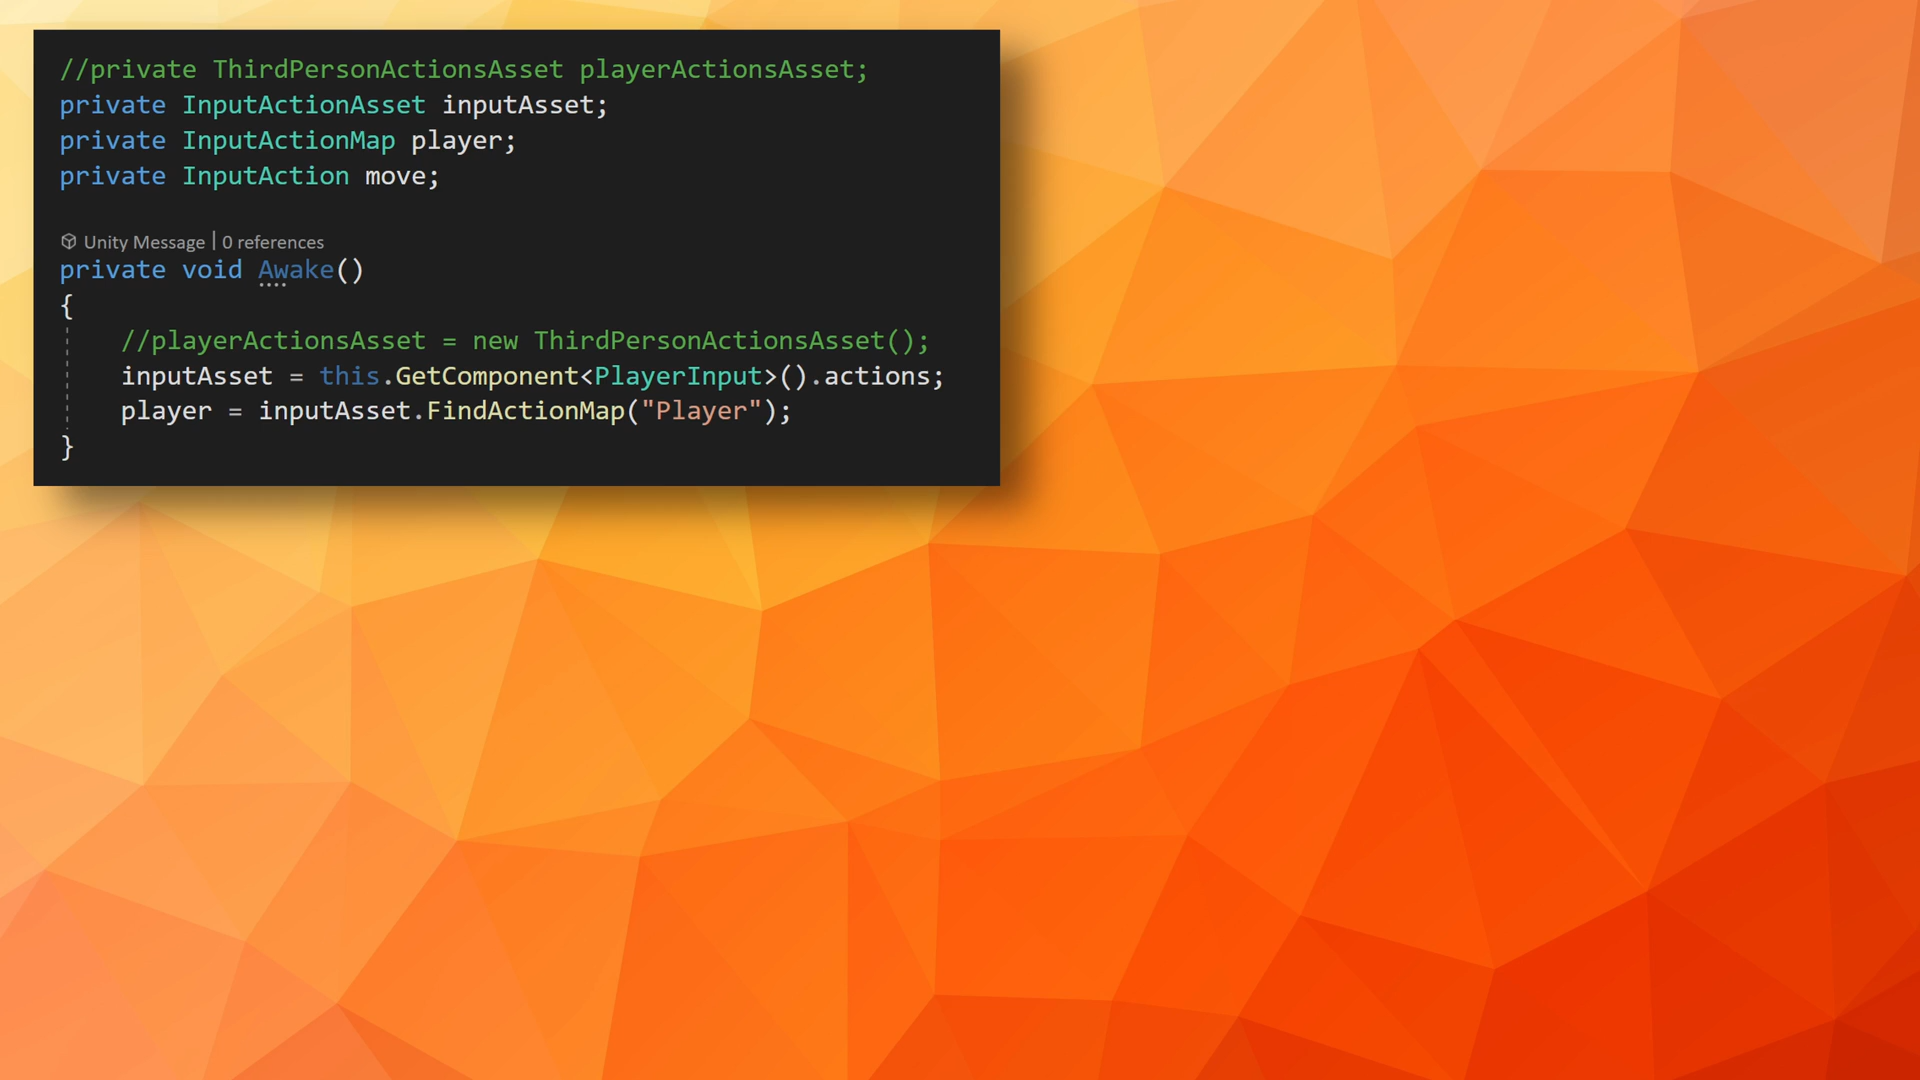 //private ThirdPersonActionsAsset playerActionsAsset;
private InputActionAsset inputAsset;
private InputActionMap player;
private InputAction move;
Unity Message | 0 references
private void Awake()
{
//playerActionsAsset = new ThirdPersonActionsAsset();
inputAsset = this.GetComponent<PlayerInput>().actions;
player = inputAsset.FindActionMap("Player");
}